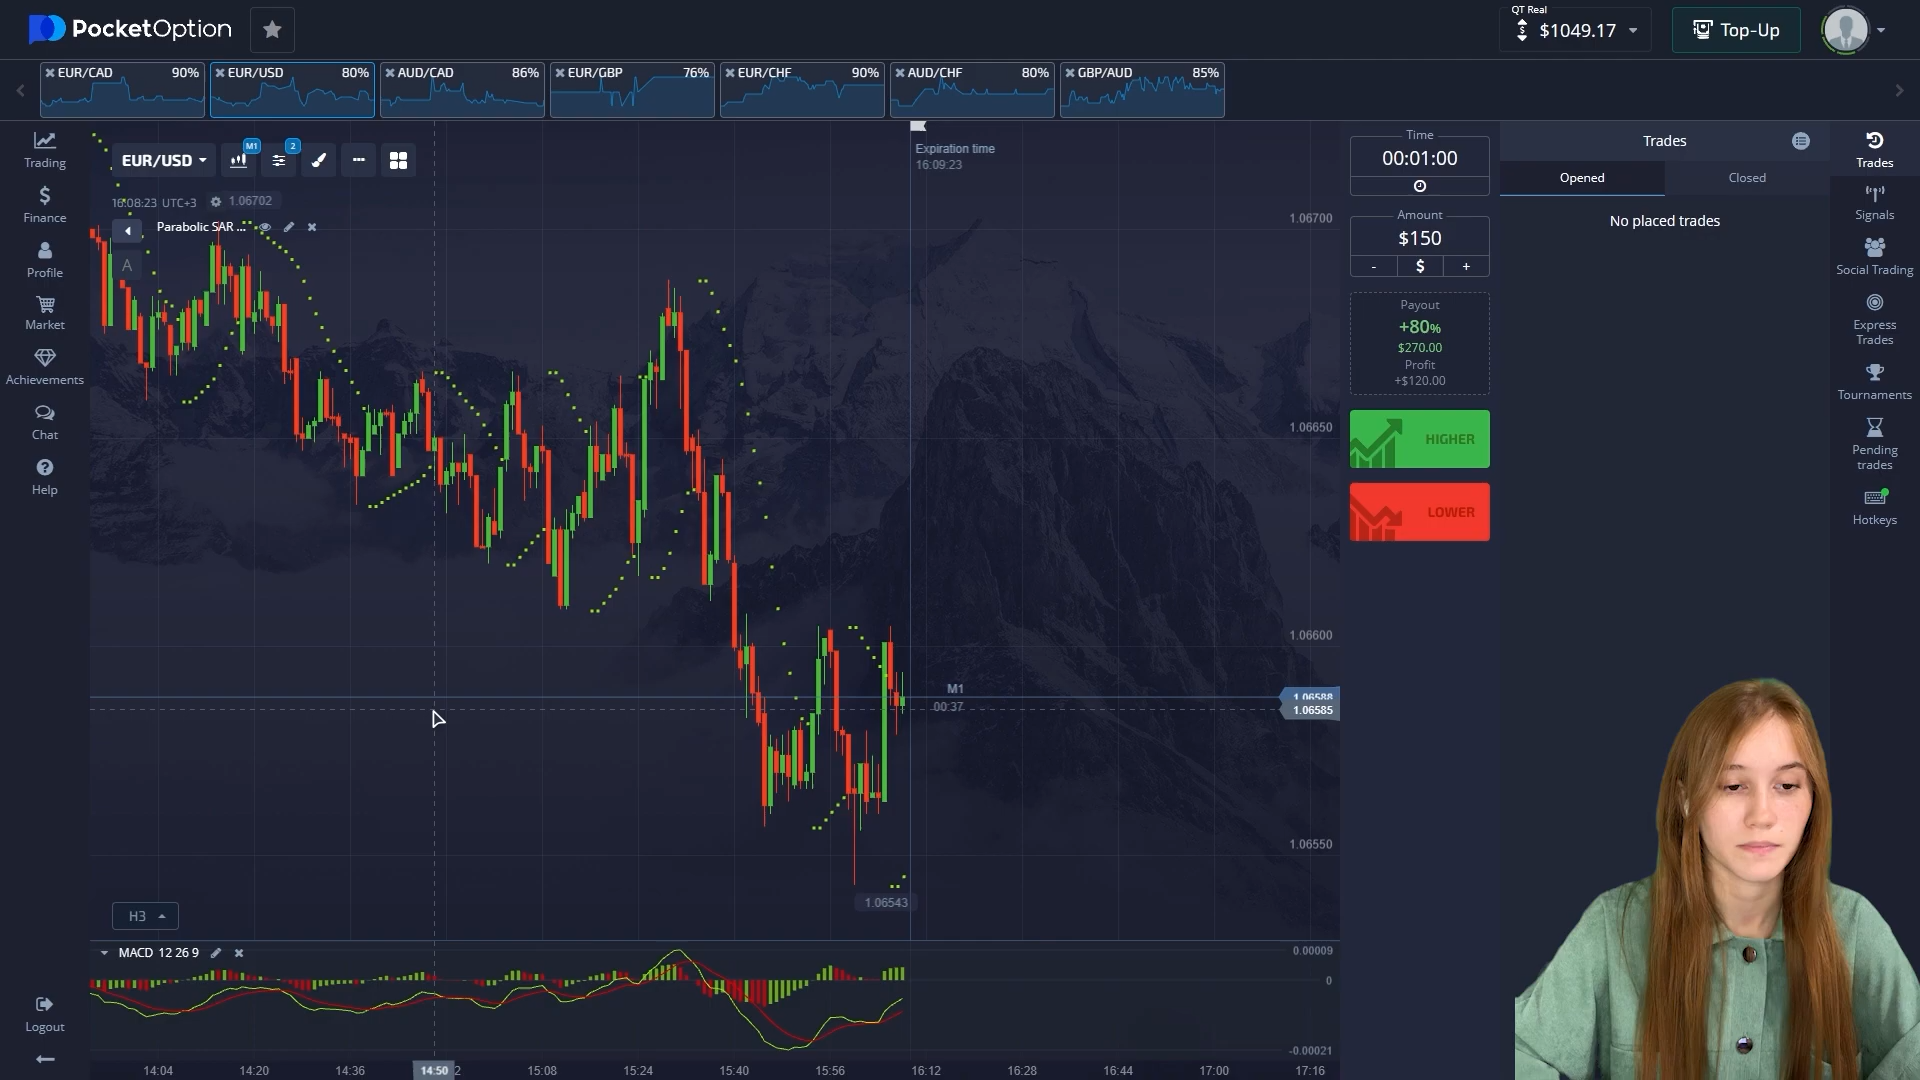 PocketOption
QT Real
$1049.17
Top-Up
EUR/CAD 90%
EUR/USD 80%
AUD/CAD 86%
EUR/GBP 76%
EUR/CHF 90%
AUD/CHF 80%
GBP/AUD 85%
Trading
Finance
Profile
Market
Achievements
Chat
Help
Logout
EUR/USD
M1
2
16:08:23 UTC+3
1.06702
Parabolic SAR ...
A
Expiration time
16:09:23
1.06700
1.06650
1.06600
1.06588
1.06585
1.06550
M1
00:37
1.06543
H3
MACD 12 26 9
0.00009
0
-0.00021
14:04
14:20
14:36
14:50
2
15:08
15:24
15:40
15:56
16:12
16:28
16:44
17:00
17:16
Time
00:01:00
Amount
$150
- $ +
Payout
+80%
$270.00
Profit
+$120.00
HIGHER
LOWER
Trades
Opened
Closed
No placed trades
Trades
Signals
Social Trading
Express
Trades
Tournaments
Pending
trades
Hotkeys